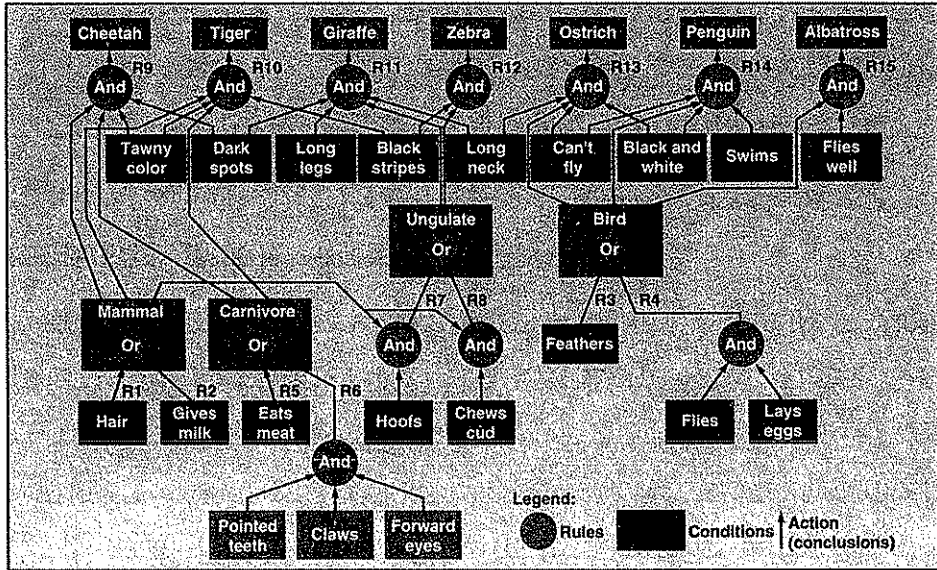 Cheetah
Tiger
Giraffe
Zebra
Ostrich
Penguin
Albatross
R9
R10
R11
R12
R13
R14
R15
And
And
And
And
And
And
And
Tawny
color
Dark
spots
Long
legs
Black
stripes
Long
neck
Can't
fly
Black and
white
Swims
Flies
well
Ungulate
Or
Bird
Or
R7
R8
R3
R4
Mammal
Or
Carnivore
Or
And
And
Feathers
And
R1
R2
R5
R6
Hair
Gives
milk
Eats
meat
Hoofs
Chews
cud
Flies
Lays
eggs
And
Pointed
teeth
Claws
Forward
eyes
Legend:
Rules
Conditions
Action
(conclusions)